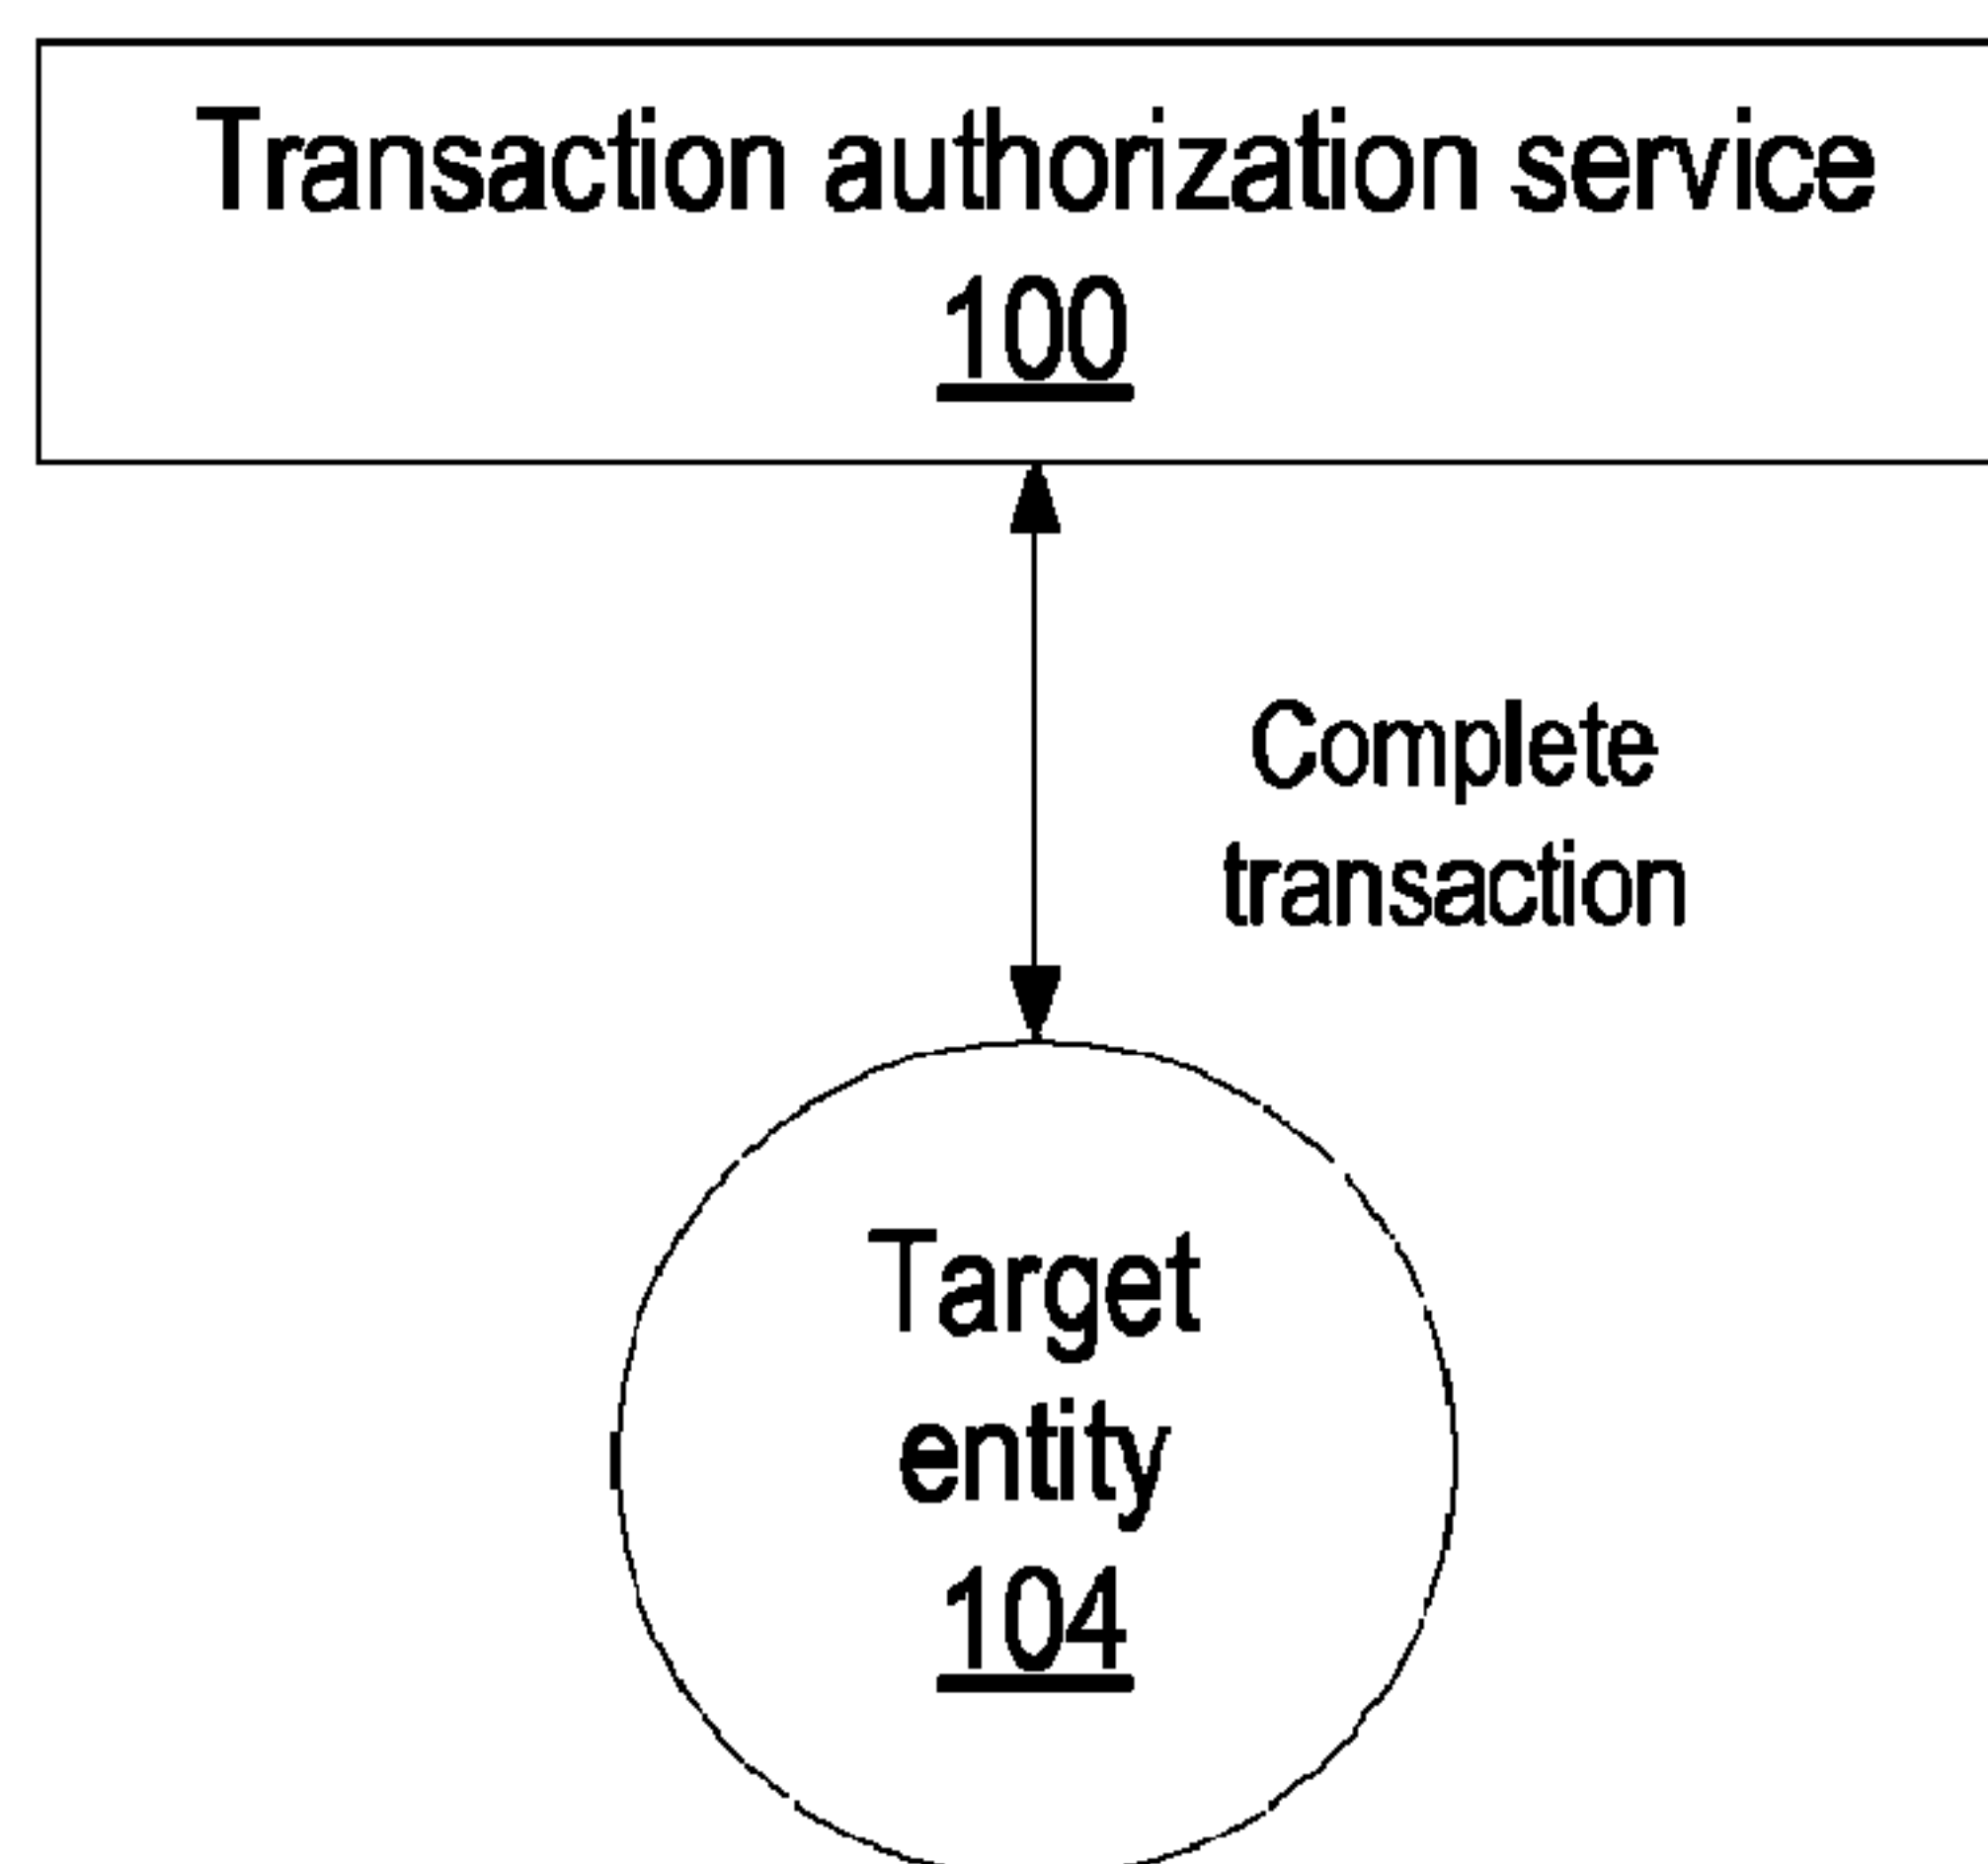 Transaction authorization service
100
Complete
transaction
Target
entity
104